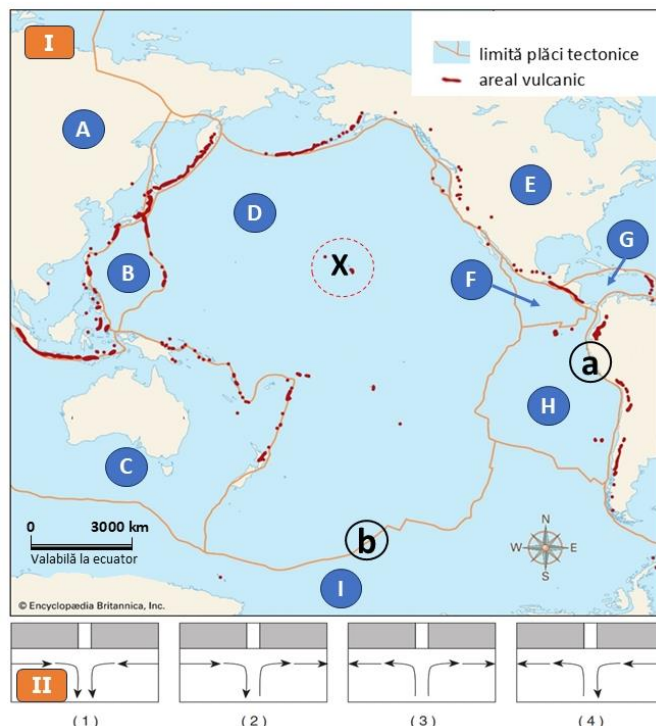 I
limită plăci tectonice
areal vulcanic
A
E
D
G
B
X
F
a
H
C
0 3000 km
Valabilă la ecuator
b
N
W E
S
I
© Encyclopædia Britannica, Inc.
II
(1) (2) (3) (4)